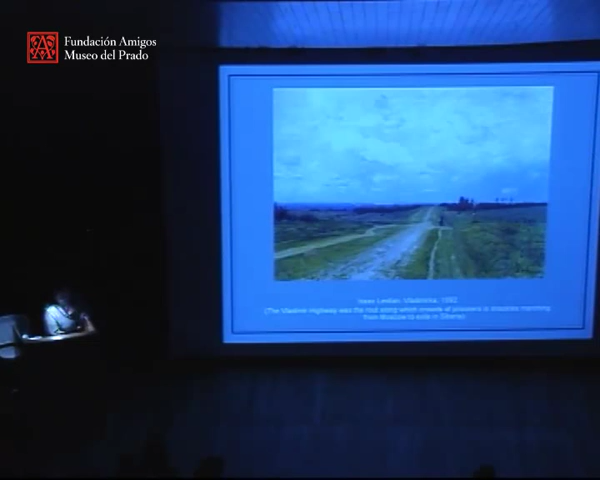 Fundación Amigos
Museo del Prado
Isaac Levitan, Vladimirka, 1892
(The Vladimir Highway was the road along which crowds of prisoners in shackles marching
from Moscow to exile in Siberia)